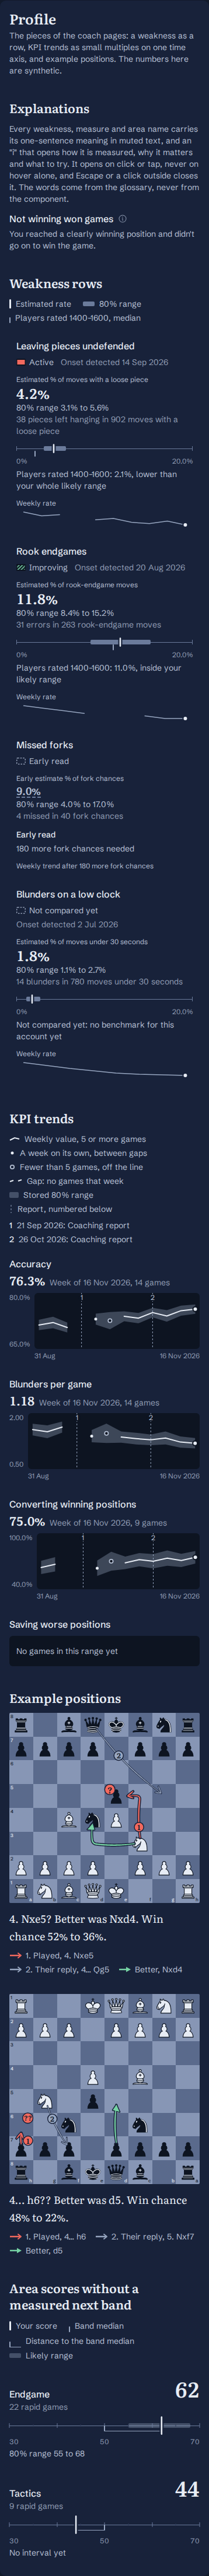 Profile
The pieces of the coach pages: a weakness as a
row, KPI trends as small multiples on one time
axis, and example positions. The numbers here
are synthetic.
Explanations
Every weakness, measure and area name carries
its one-sentence meaning in muted text, and an
"i" that opens how it is measured, why it matters
and what to try. It opens on click or tap, never on
hover alone, and Escape or a click outside closes
it. The words come from the glossary, never from
the component.
Not winning won games
You reached a clearly winning position and didn't
go on to win the game.
Weakness rows
Estimated rate
80% range
Players rated 1400-1600, median
Leaving pieces undefended
Active Onset detected 14 Sep 2026
Estimated % of moves with a loose piece
4.2%
80% range 3.1% to 5.6%
38 pieces left hanging in 902 moves with a
loose piece
0% 20.0%
Players rated 1400-1600: 2.1%, lower than
your whole likely range
Weekly rate
Rook endgames
Improving Onset detected 20 Aug 2026
Estimated % of rook-endgame moves
11.8%
80% range 8.4% to 15.2%
31 errors in 263 rook-endgame moves
0% 20.0%
Players rated 1400-1600: 11.0%, inside your
likely range
Weekly rate
Missed forks
Early read
Early estimate % of fork chances
9.0%
80% range 4.0% to 17.0%
4 missed in 40 fork chances
Early read
180 more fork chances needed
Weekly trend after 180 more fork chances
Blunders on a low clock
Not compared yet
Onset detected 2 Jul 2026
Estimated % of moves under 30 seconds
1.8%
80% range 1.1% to 2.7%
14 blunders in 780 moves under 30 seconds
0% 20.0%
Not compared yet: no benchmark for this
account yet
Weekly rate
KPI trends
Weekly value, 5 or more games
A week on its own, between gaps
Fewer than 5 games, off the line
Gap: no games that week
Stored 80% range
Report, numbered below
1 21 Sep 2026: Coaching report
2 26 Oct 2026: Coaching report
Accuracy
76.3% Week of 16 Nov 2026, 14 games
80.0%
1 2
65.0%
31 Aug 16 Nov 2026
Blunders per game
1.18 Week of 16 Nov 2026, 14 games
2.00
1 2
0.50
31 Aug 16 Nov 2026
Converting winning positions
75.0% Week of 16 Nov 2026, 9 games
100.0%
1 2
40.0%
31 Aug 16 Nov 2026
Saving worse positions
No games in this range yet
Example positions
4. Nxe5? Better was Nxd4. Win
chance 52% to 36%.
1. Played, 4. Nxe5
2. Their reply, 4... Qg5 Better, Nxd4
4... h6?? Better was d5. Win chance
48% to 22%.
1. Played, 4... h6 2. Their reply, 5. Nxf7
Better, d5
Area scores without a
measured next band
Your score Band median
Distance to the band median
Likely range
Endgame 62
22 rapid games
30 50 70
80% range 55 to 68
Tactics 44
9 rapid games
30 50 70
No interval yet